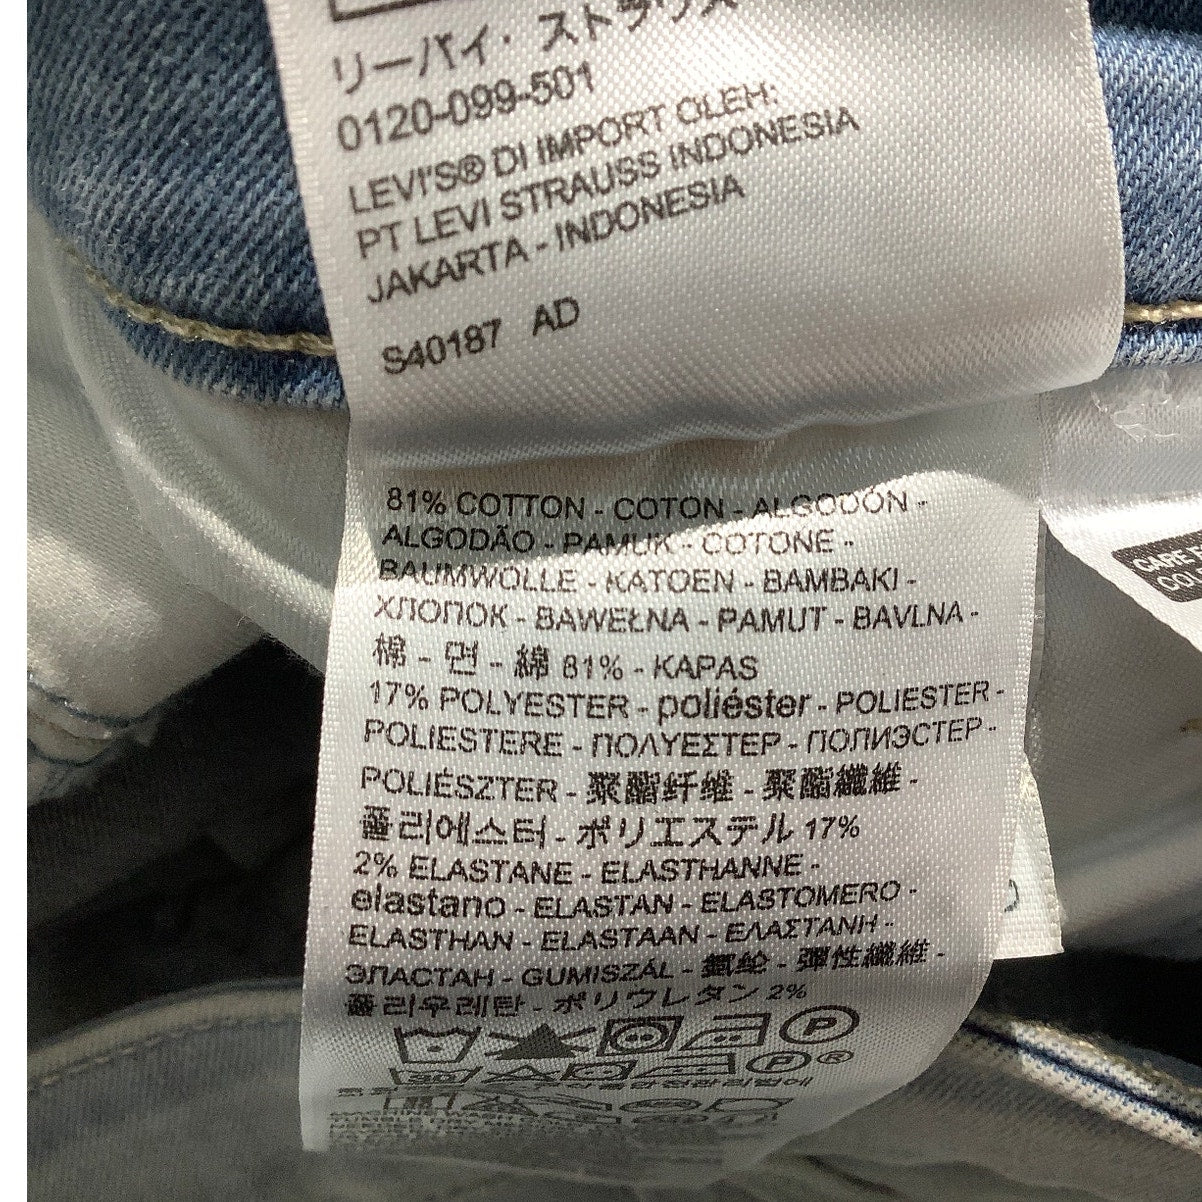 リーバイ・ストラウス
0120-099-501
LEVI'S® DI IMPORT OLEH:
PT LEVI STRAUSS INDONESIA
JAKARTA - INDONESIA
S40187 AD
81% COTTON - COTON - ALGODÓN -
ALGODÃO - PAMUK - COTONE -
BAUMWOLLE - KATOEN - BAMBAKI -
ХЛОПОК - BAWEŁNA - PAMUT - BAVLNA -
棉 - 면 - 綿 81% - KAPAS
17% POLYESTER - poliéster - POLIESTER -
POLIESTERE - ΠΟΛΥΕΣΤΕΡ - ПОЛИЭСТЕР -
POLIÉSZTER - 聚酯纤维 - 聚酯纖維 -
폴리에스터 - ポリエステル 17%
2% ELASTANE - ELASTHANNE -
elastano - ELASTAN - ELASTOMERO -
ELASTHAN - ELASTAAN - ΕΛΑΣΤΑΝΗ -
ЭЛАСТАН - GUMISZÁL - 氨纶 - 彈性纖維 -
폴리우레탄 - ポリウレタン 2%
P
30 P ®
CARE